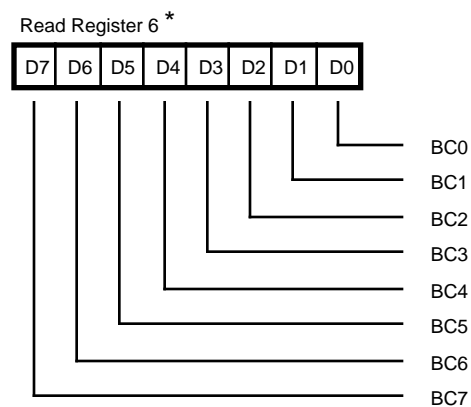 Read Register 6 *
D7 D6 D5 D4 D3 D2 D1 D0
BC0
BC1
BC2
BC3
BC4
BC5
BC6
BC7